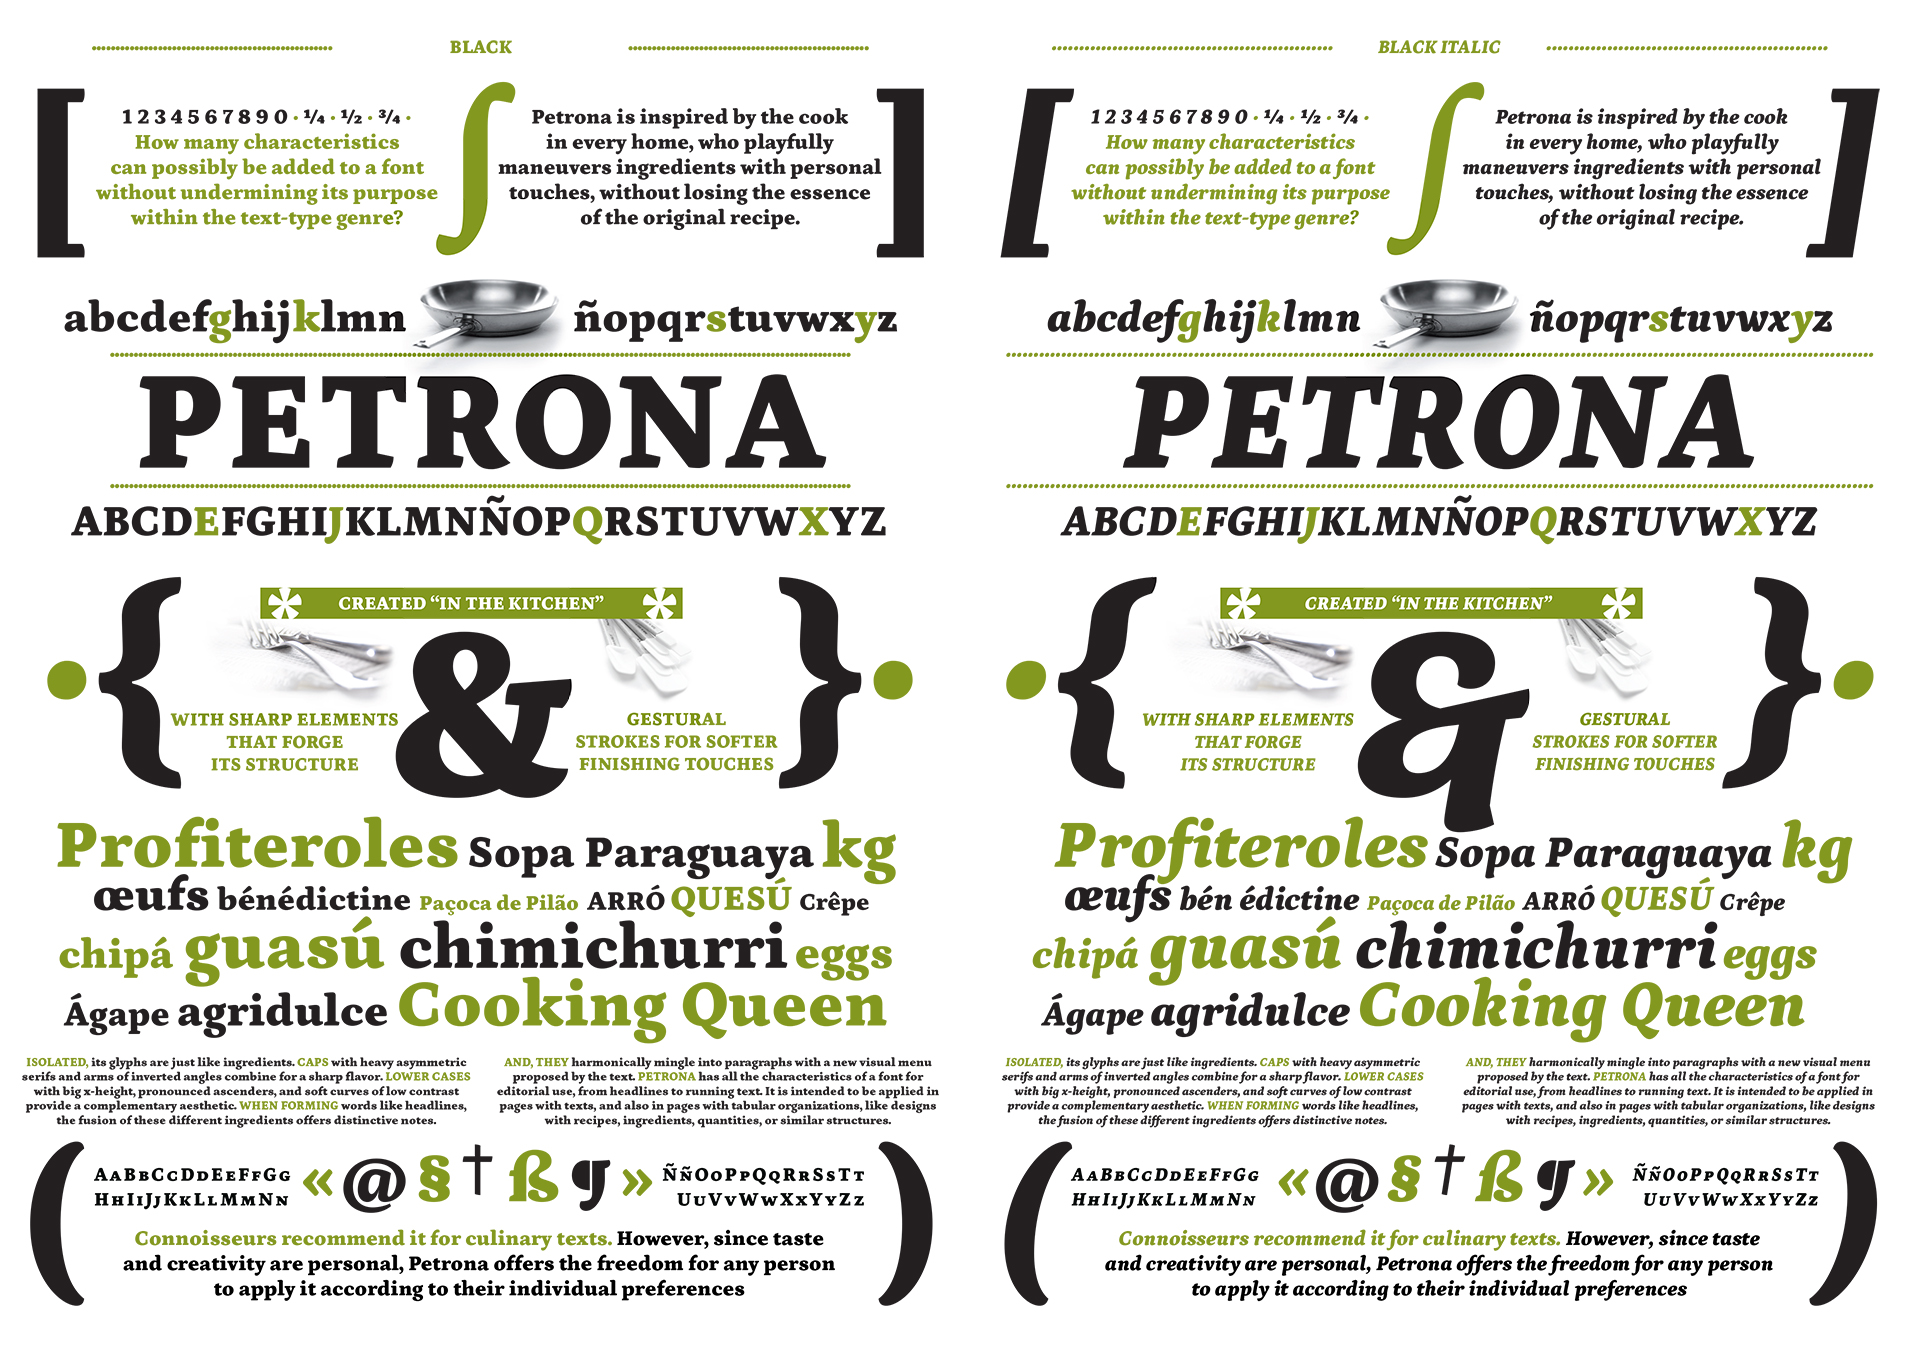 BLACK
1 2 3 4 5 6 7 8 9 0 · ¼ · ½ · ¾ ·
How many characteristics
can possibly be added to a font
without undermining its purpose
within the text-type genre?
[ ∫ ]
Petrona is inspired by the cook
in every home, who playfully
maneuvers ingredients with personal
touches, without losing the essence
of the original recipe.
abcdefghijklmn ñopqrstuvwxyz
PETRONA
ABCDEFGHIJKLMNÑOPQRSTUVWXYZ
* CREATED “IN THE KITCHEN” *
· { & } ·
WITH SHARP ELEMENTS
THAT FORGE
ITS STRUCTURE
GESTURAL
STROKES FOR SOFTER
FINISHING TOUCHES
Profiteroles Sopa Paraguaya kg
œufs bénédictine Paçoca de Pilão ARRÓ QUESÚ Crêpe
chipá guasú chimichurri eggs
Ágape agridulce Cooking Queen
ISOLATED, its glyphs are just like ingredients. CAPS with heavy asymmetric
serifs and arms of inverted angles combine for a sharp flavor. LOWER CASES
with big x-height, pronounced ascenders, and soft curves of low contrast
provide a complementary aesthetic. WHEN FORMING words like headlines,
the fusion of these different ingredients offers distinctive notes.
AND, THEY harmonically mingle into paragraphs with a new visual menu
proposed by the text. PETRONA has all the characteristics of a font for
editorial use, from headlines to running text. It is intended to be applied in
pages with texts, and also in pages with tabular organizations, like designs
with recipes, ingredients, quantities, or similar structures.
( )
AABBCCDDEEFFGG
HHIIJJKKLLMMNN
« @ § † ß ¶ »
ÑÑOOPPQQRRSSTT
UUVVWWXXYYZZ
Connoisseurs recommend it for culinary texts. However, since taste
and creativity are personal, Petrona offers the freedom for any person
to apply it according to their individual preferences
BLACK ITALIC
1 2 3 4 5 6 7 8 9 0 · ¼ · ½ · ¾ ·
How many characteristics
can possibly be added to a font
without undermining its purpose
within the text-type genre?
[ ∫ ]
Petrona is inspired by the cook
in every home, who playfully
maneuvers ingredients with personal
touches, without losing the essence
of the original recipe.
abcdefghijklmn ñopqrstuvwxyz
PETRONA
ABCDEFGHIJKLMNÑOPQRSTUVWXYZ
* CREATED “IN THE KITCHEN” *
· { & } ·
WITH SHARP ELEMENTS
THAT FORGE
ITS STRUCTURE
GESTURAL
STROKES FOR SOFTER
FINISHING TOUCHES
Profiteroles Sopa Paraguaya kg
œufs bén édictine Paçoca de Pilão ARRÓ QUESÚ Crêpe
chipá guasú chimichurri eggs
Ágape agridulce Cooking Queen
ISOLATED, its glyphs are just like ingredients. CAPS with heavy asymmetric
serifs and arms of inverted angles combine for a sharp flavor. LOWER CASES
with big x-height, pronounced ascenders, and soft curves of low contrast
provide a complementary aesthetic. WHEN FORMING words like headlines,
the fusion of these different ingredients offers distinctive notes.
AND, THEY harmonically mingle into paragraphs with a new visual menu
proposed by the text. PETRONA has all the characteristics of a font for
editorial use, from headlines to running text. It is intended to be applied in
pages with texts, and also in pages with tabular organizations, like designs
with recipes, ingredients, quantities, or similar structures.
( )
AABBCCDDEEFFGG
HHIIJJKKLLMMNN
« @ § † ß ¶ »
ÑÑOOPPQQRRSSTT
UUVVWWXXYYZZ
Connoisseurs recommend it for culinary texts. However, since taste
and creativity are personal, Petrona offers the freedom for any person
to apply it according to their individual preferences